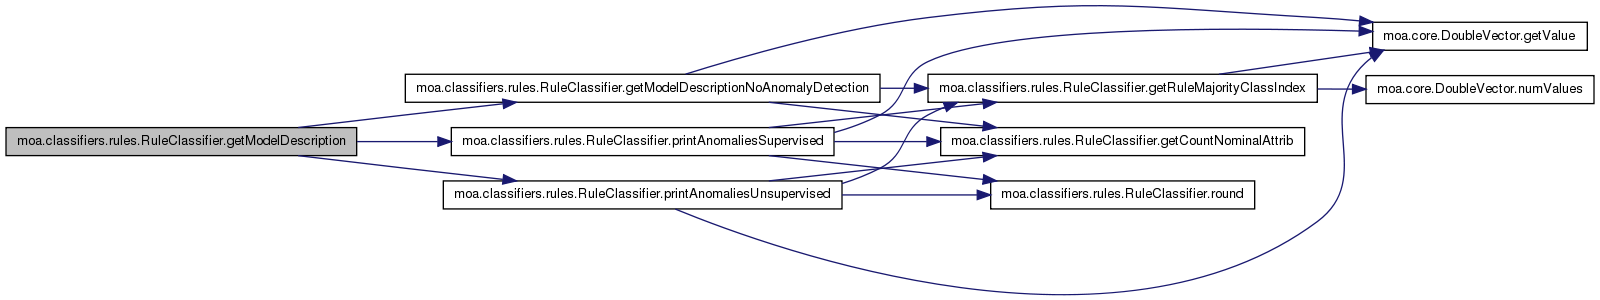 moa.classifiers.rules.RuleClassifier.getModelDescription
moa.classifiers.rules.RuleClassifier.getModelDescriptionNoAnomalyDetection
moa.classifiers.rules.RuleClassifier.printAnomaliesSupervised
moa.classifiers.rules.RuleClassifier.printAnomaliesUnsupervised
moa.classifiers.rules.RuleClassifier.getRuleMajorityClassIndex
moa.classifiers.rules.RuleClassifier.getCountNominalAttrib
moa.classifiers.rules.RuleClassifier.round
moa.core.DoubleVector.getValue
moa.core.DoubleVector.numValues